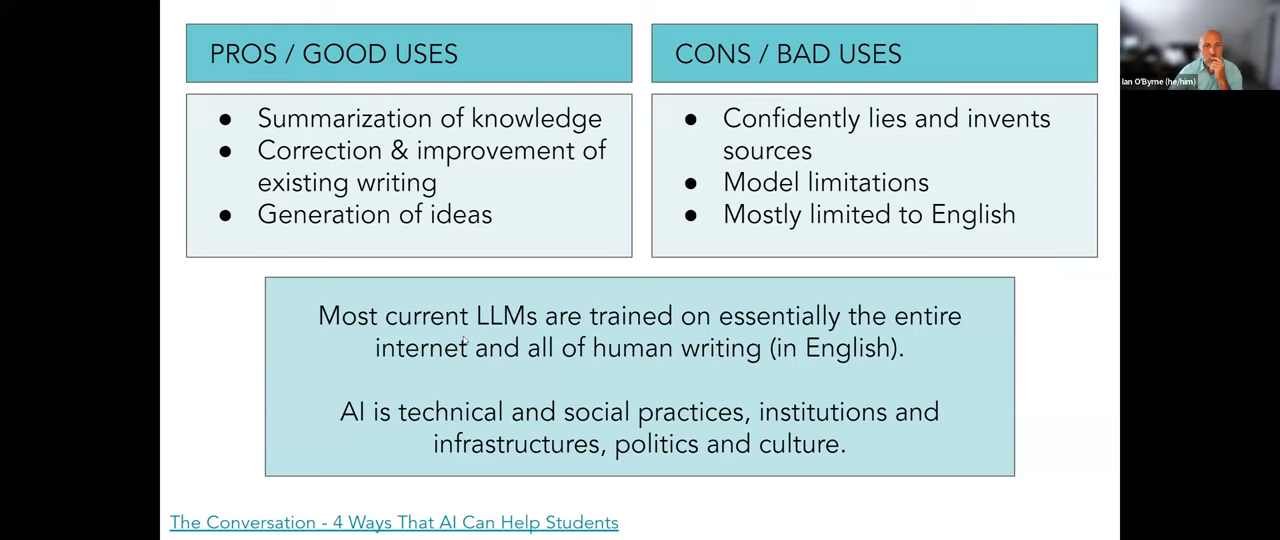 PROS / GOOD USES
● Summarization of knowledge
● Correction & improvement of
existing writing
● Generation of ideas
CONS / BAD USES
● Confidently lies and invents
sources
● Model limitations
● Mostly limited to English
Most current LLMs are trained on essentially the entire
internet and all of human writing (in English).
AI is technical and social practices, institutions and
infrastructures, politics and culture.
The Conversation - 4 Ways That AI Can Help Students
Ian O'Byrne (he/him)